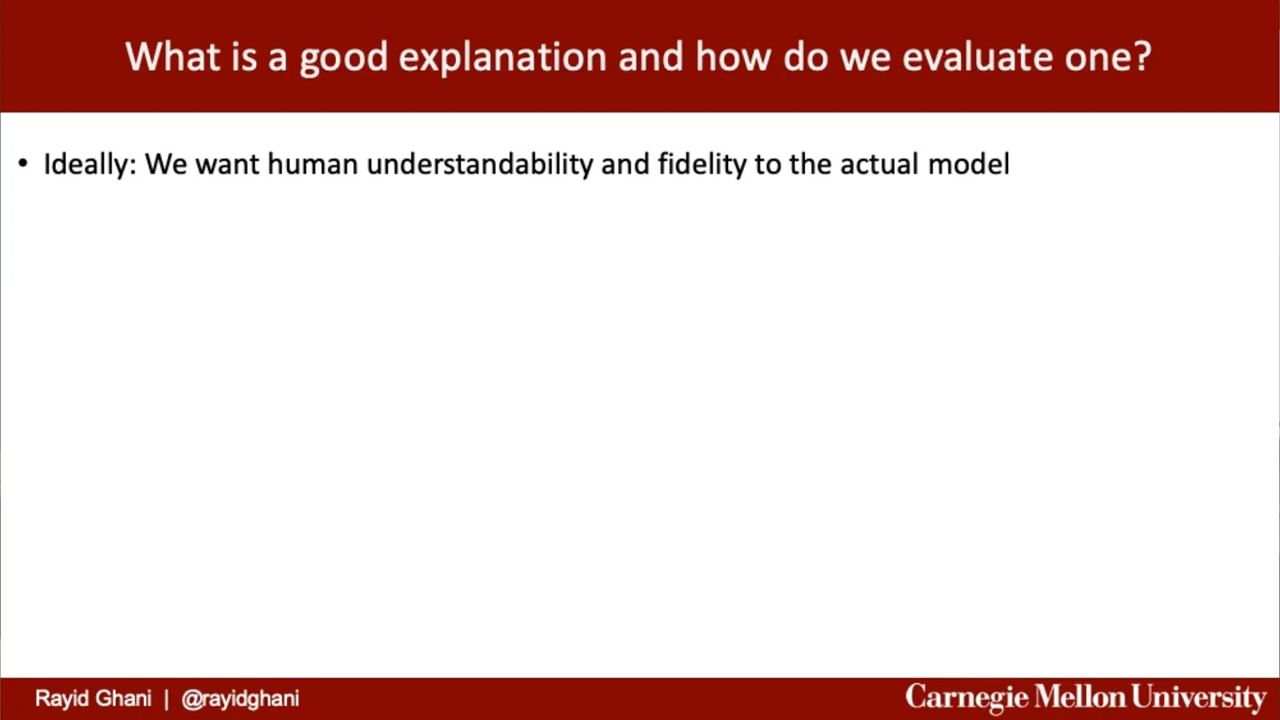 What is a good explanation and how do we evaluate one?
• Ideally: We want human understandability and fidelity to the actual model
Rayid Ghani | @rayidghani
Carnegie Mellon University